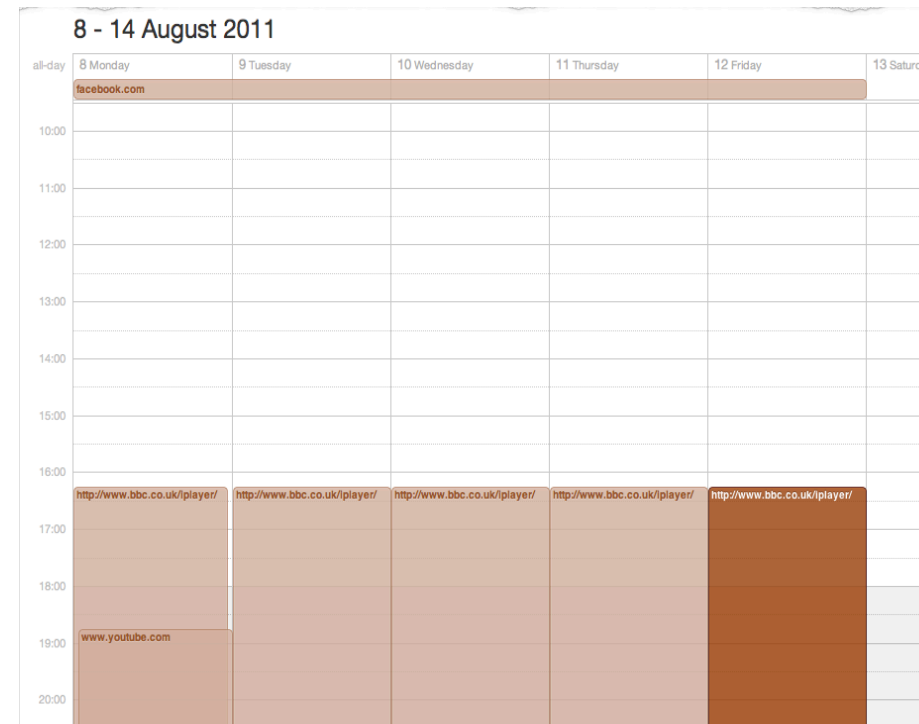 8 - 14 August 2011
all-day 8 Monday 9 Tuesday 10 Wednesday 11 Thursday 12 Friday 13 Saturd
facebook.com
10:00
11:00
12:00
13:00
14:00
15:00
16:00
http://www.bbc.co.uk/iplayer/ http://www.bbc.co.uk/iplayer/ http://www.bbc.co.uk/iplayer/ http://www.bbc.co.uk/iplayer/ http://www.bbc.co.uk/iplayer/
17:00
18:00
www.youtube.com
19:00
20:00